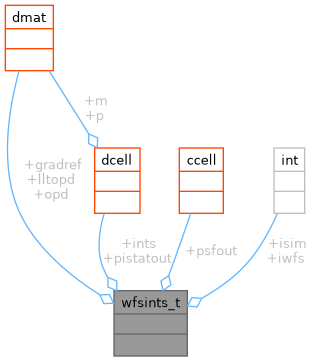 dmat
+m
+p
dcell
ccell
int
+gradref
+lltopd
+opd
+ints
+pistatout
+psfout
+isim
+iwfs
wfsints_t